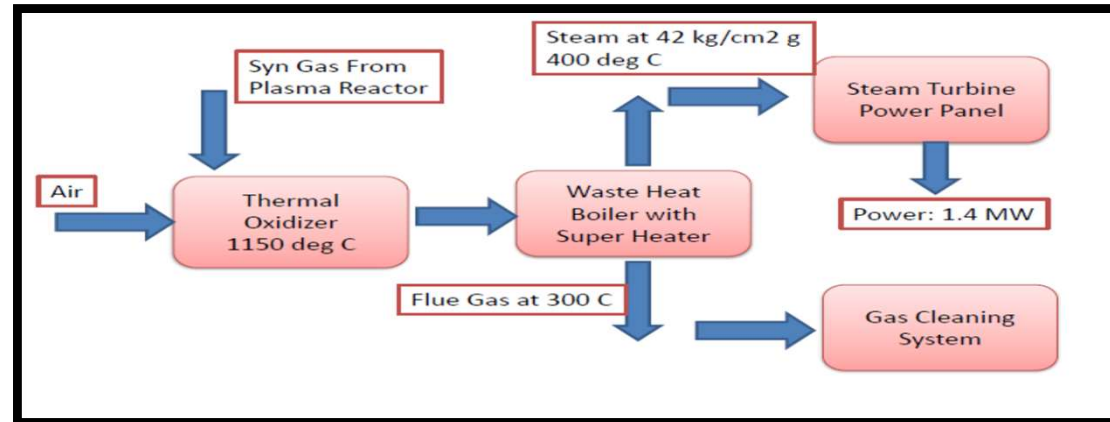 Syn Gas From
Plasma Reactor
Steam at 42 kg/cm2 g
400 deg C
Steam Turbine
Power Panel
Air
Thermal
Oxidizer
1150 deg C
Waste Heat
Boiler with
Super Heater
Power: 1.4 MW
Flue Gas at 300 C
Gas Cleaning
System